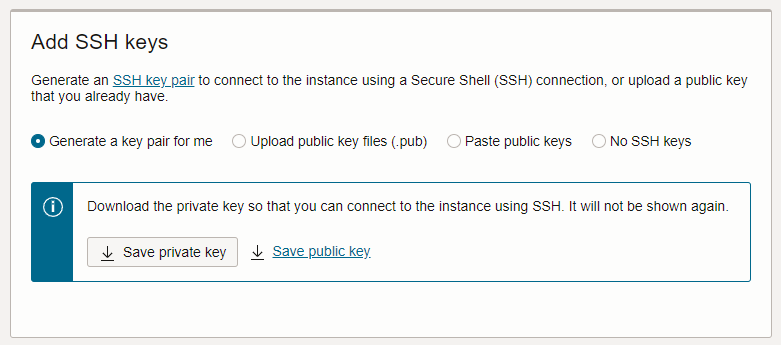 Add SSH keys
Generate an SSH key pair to connect to the instance using a Secure Shell (SSH) connection, or upload a public key
that you already have.
Generate a key pair for me Upload public key files (.pub) Paste public keys No SSH keys
Download the private key so that you can connect to the instance using SSH. It will not be shown again.
Save private key Save public key